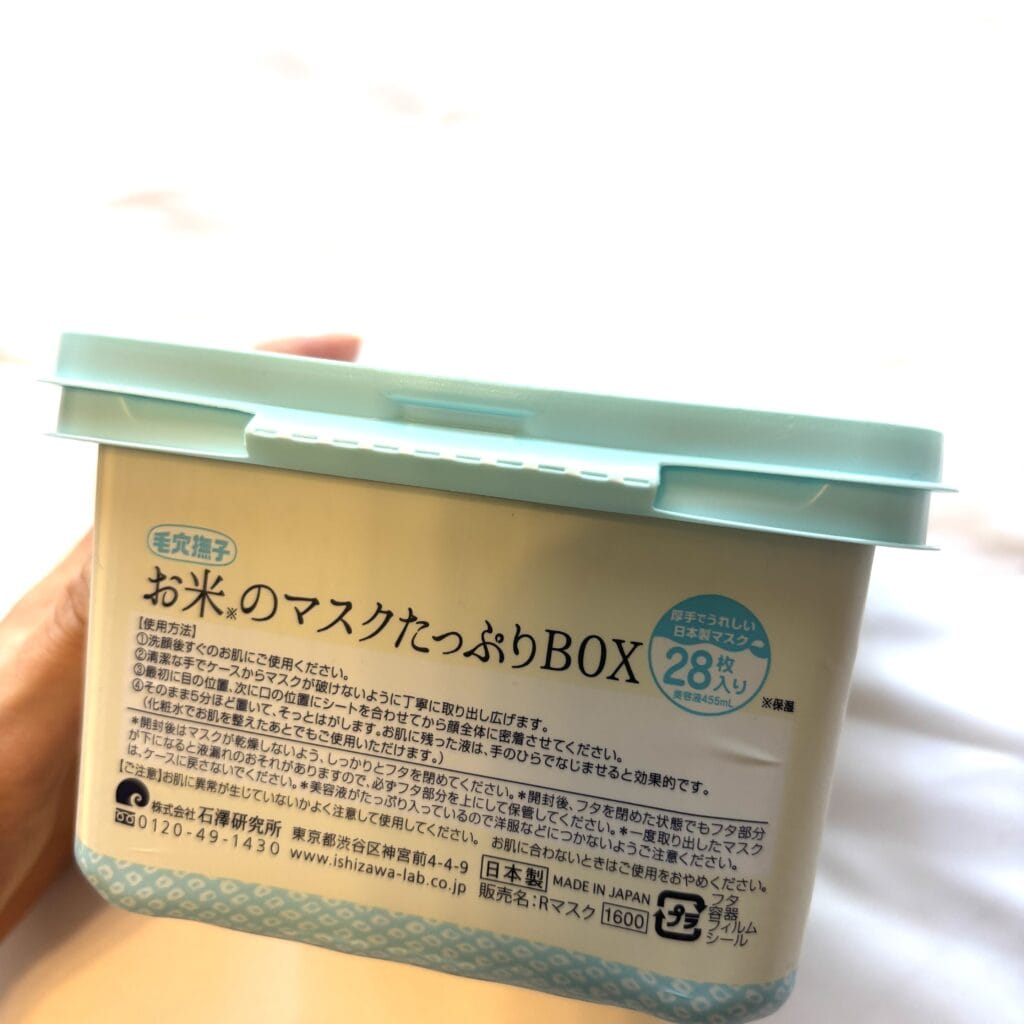 毛穴撫子
お米※のマスクたっぷりBOX
厚手でうれしい
日本製マスク
28枚入り
美容液455mL
※保湿
【使用方法】
①洗顔後すぐのお肌にご使用ください。
②清潔な手でケースからマスクが破けないように丁寧に取り出し広げます。
③最初に目の位置、次に口の位置にシートを合わせてから顔全体に密着させてください。
④そのまま5分ほど置いて、そっとはがします。お肌に残った液は、手のひらでなじませると効果的です。
(化粧水でお肌を整えたあとでもご使用いただけます。)
*開封後はマスクが乾燥しないよう、しっかりとフタを閉めてください。*開封後、フタを閉めた状態でもフタ部分
が下になると液漏れのおそれがありますので、必ずフタ部分を上にして保管してください。*一度取り出したマスク
は、ケースに戻さないでください。*美容液がたっぷり入っているので洋服などにつかないようご注意ください。
【ご注意】お肌に異常が生じていないかよく注意して使用してください。 お肌に合わないときはご使用をおやめください。
株式会社 石澤研究所 東京都渋谷区神宮前4-4-9
0120-49-1430 www.ishizawa-lab.co.jp
日本製 MADE IN JAPAN
販売名:Rマスク 1600
プラ
フタ
容器
フィルム
シール